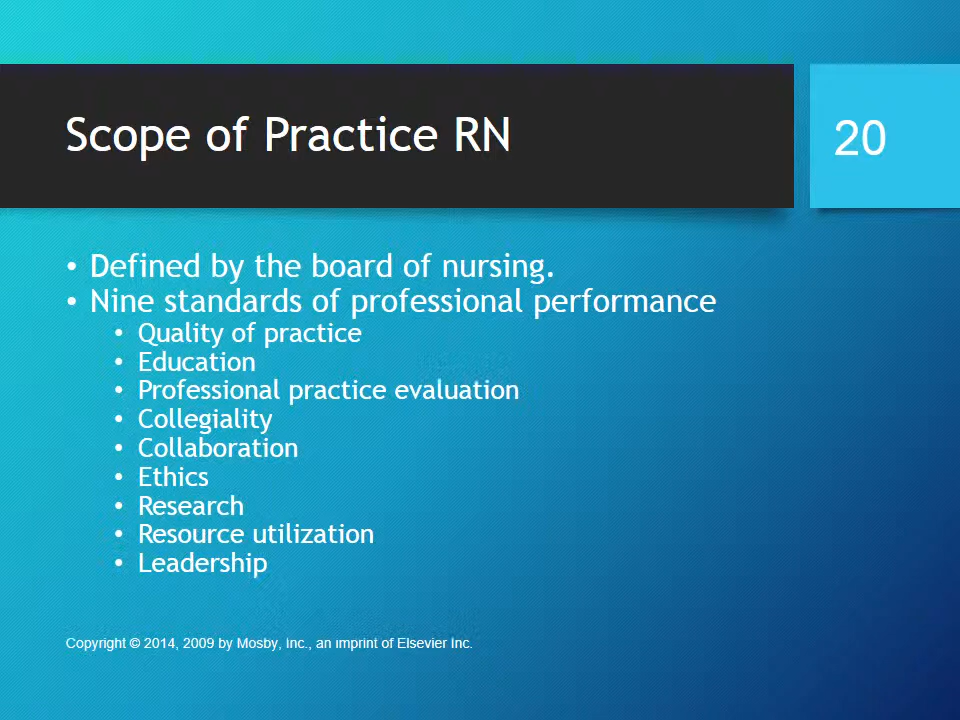 Scope of Practice RN
20
• Defined by the board of nursing.
• Nine standards of professional performance
• Quality of practice
• Education
• Professional practice evaluation
• Collegiality
• Collaboration
• Ethics
• Research
• Resource utilization
• Leadership
Copyright © 2014, 2009 by Mosby, Inc., an imprint of Elsevier Inc.